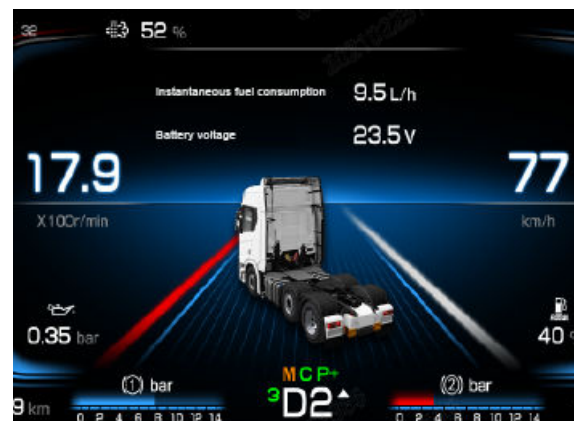 32 52 %
Instantaneous fuel consumption 9.5 L/h
Battery voltage 23.5 V
17.9 77
X100r/min km/h
0.35 bar 40
M C P+
(1) bar 3 D2 (2) bar
9 km 0 2 4 6 8 10 12 14 0 2 4 6 8 10 12 14